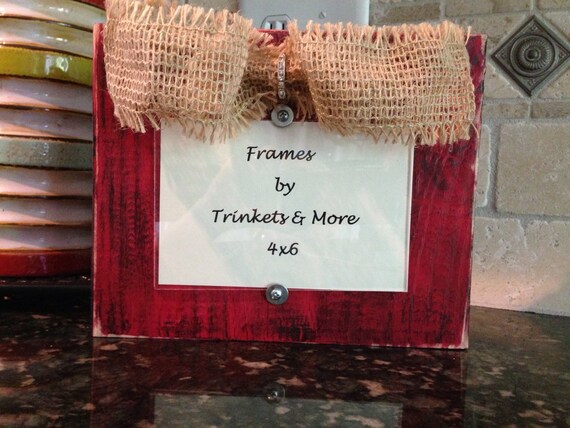 Frames
by
Trinkets & More
4x6